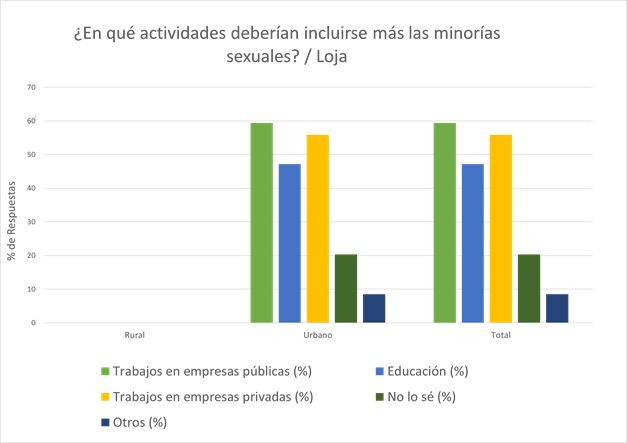 ¿En qué actividades deberían incluirse más las minorías
sexuales? / Loja
70
60
50
40
30
20
10
0
% de Respuestas
Rural
Urbano
Total
Trabajos en empresas públicas (%)
Educación (%)
Trabajos en empresas privadas (%)
No lo sé (%)
Otros (%)